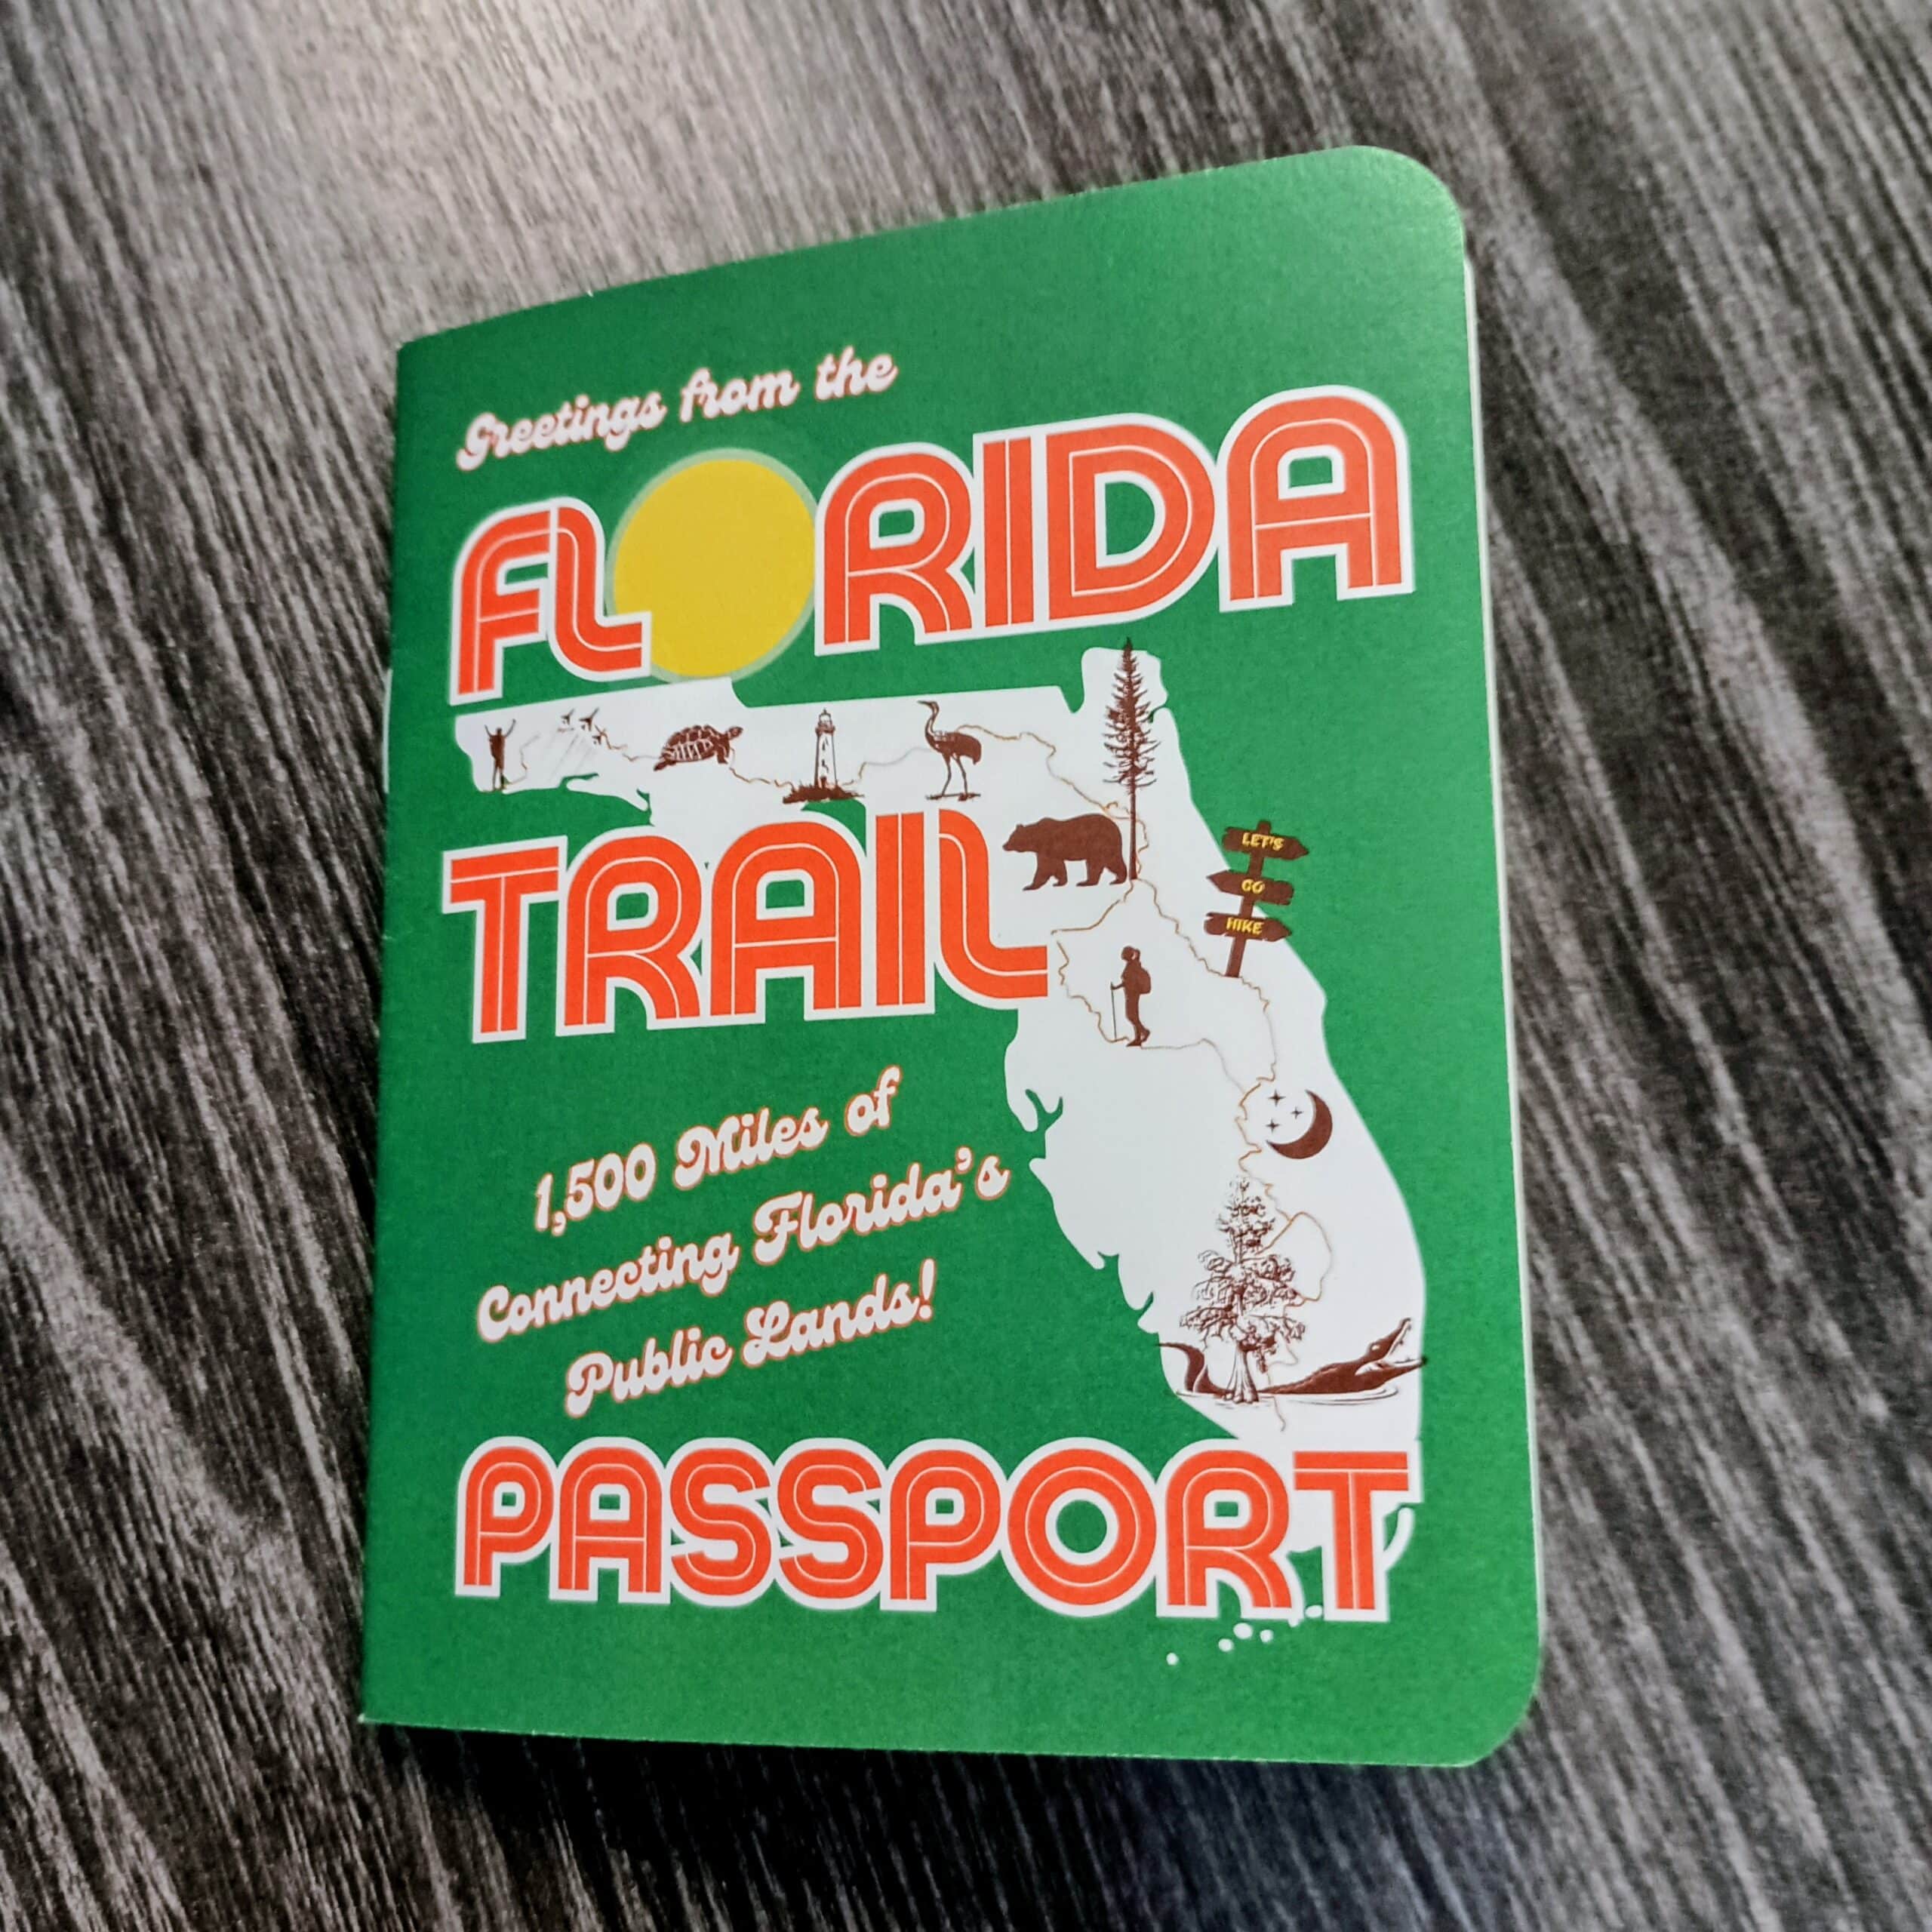 Greetings from the
FLORIDA
LET'S
GO
HIKE
TRAIL
1,500 Miles of
Connecting Florida's
Public Lands!
PASSPORT